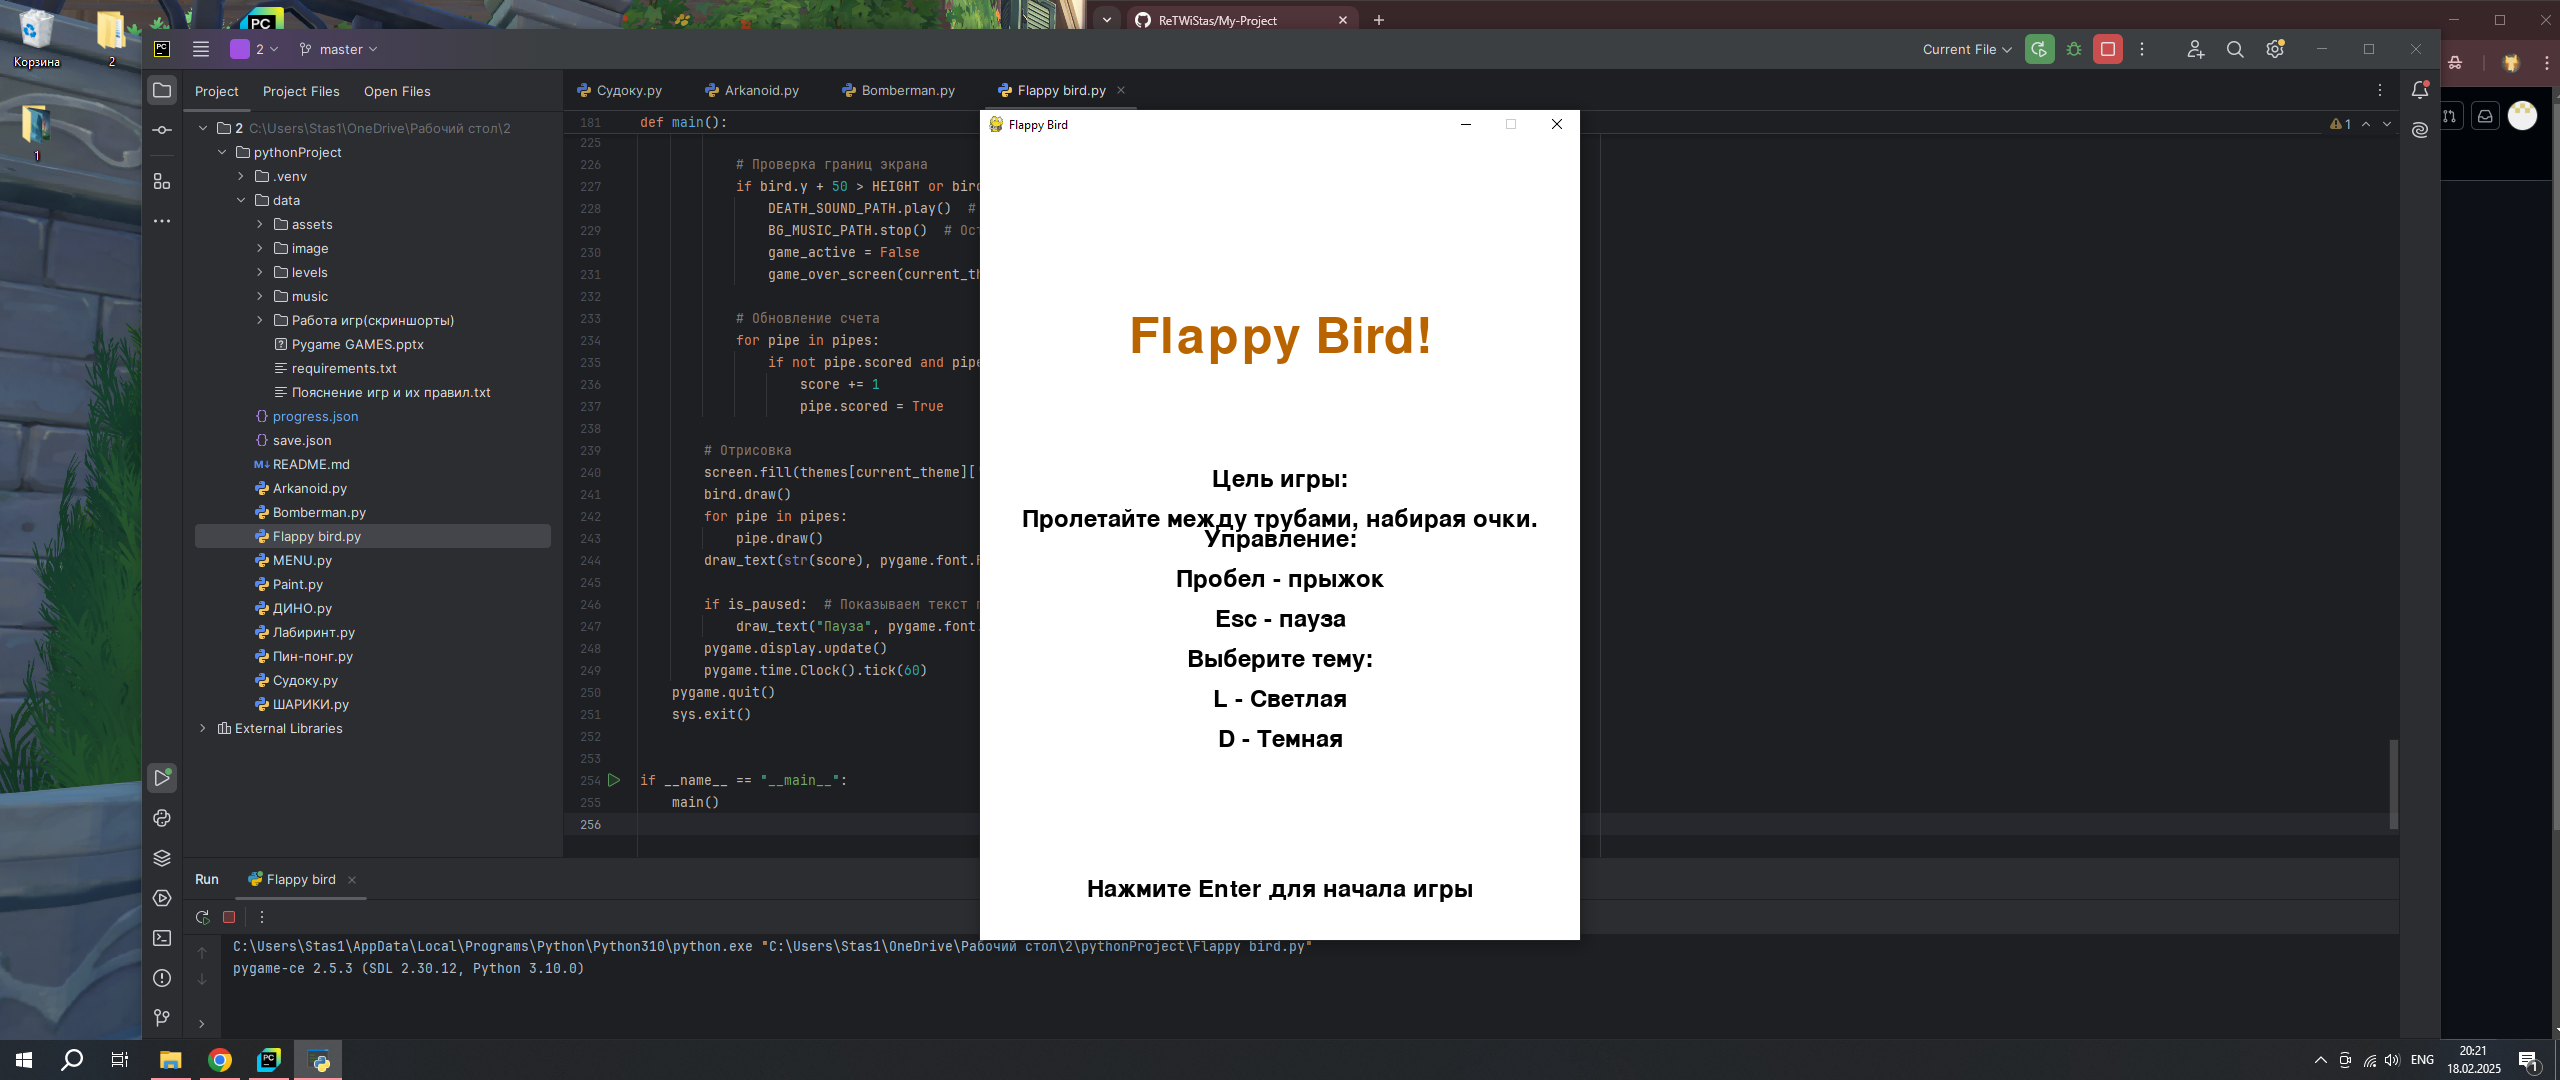 Корзина
2
1
ReTWiStas/My-Project
PC
2
master
Current File
Project
Project Files
Open Files
2 C:\Users\Stas1\OneDrive\Рабочий стол\2
pythonProject
.venv
data
assets
image
levels
music
Работа игр(скриншорты)
Pygame GAMES.pptx
requirements.txt
Пояснение игр и их правил.txt
progress.json
save.json
README.md
Arkanoid.py
Bomberman.py
Flappy bird.py
MENU.py
Paint.py
ДИНО.py
Лабиринт.py
Пин-понг.py
Судоку.py
ШАРИКИ.py
External Libraries
Судоку.py
Arkanoid.py
Bomberman.py
Flappy bird.py
1
181 def main():
225
226 # Проверка границ экрана
227 if bird.y + 50 > HEIGHT or bird
228 DEATH_SOUND_PATH.play() #
229 BG_MUSIC_PATH.stop() # Ост
230 game_active = False
231 game_over_screen(current_th
232
233 # Обновление счета
234 for pipe in pipes:
235 if not pipe.scored and pipe
236 score += 1
237 pipe.scored = True
238
239 # Отрисовка
240 screen.fill(themes[current_theme]['
241 bird.draw()
242 for pipe in pipes:
243 pipe.draw()
244 draw_text(str(score), pygame.font.F
245
246 if is_paused: # Показываем текст п
247 draw_text("Пауза", pygame.font.
248 pygame.display.update()
249 pygame.time.Clock().tick(60)
250 pygame.quit()
251 sys.exit()
252
253
254 if __name__ == "__main__":
255 main()
256
Flappy Bird
Flappy Bird!
Цель игры:
Пролетайте между трубами, набирая очки.
Управление:
Пробел - прыжок
Esc - пауза
Выберите тему:
L - Светлая
D - Темная
Нажмите Enter для начала игры
Run
Flappy bird
C:\Users\Stas1\AppData\Local\Programs\Python\Python310\python.exe "C:\Users\Stas1\OneDrive\Рабочий стол\2\pythonProject\Flappy bird.py"
pygame-ce 2.5.3 (SDL 2.30.12, Python 3.10.0)
ENG
20:21
18.02.2025
1